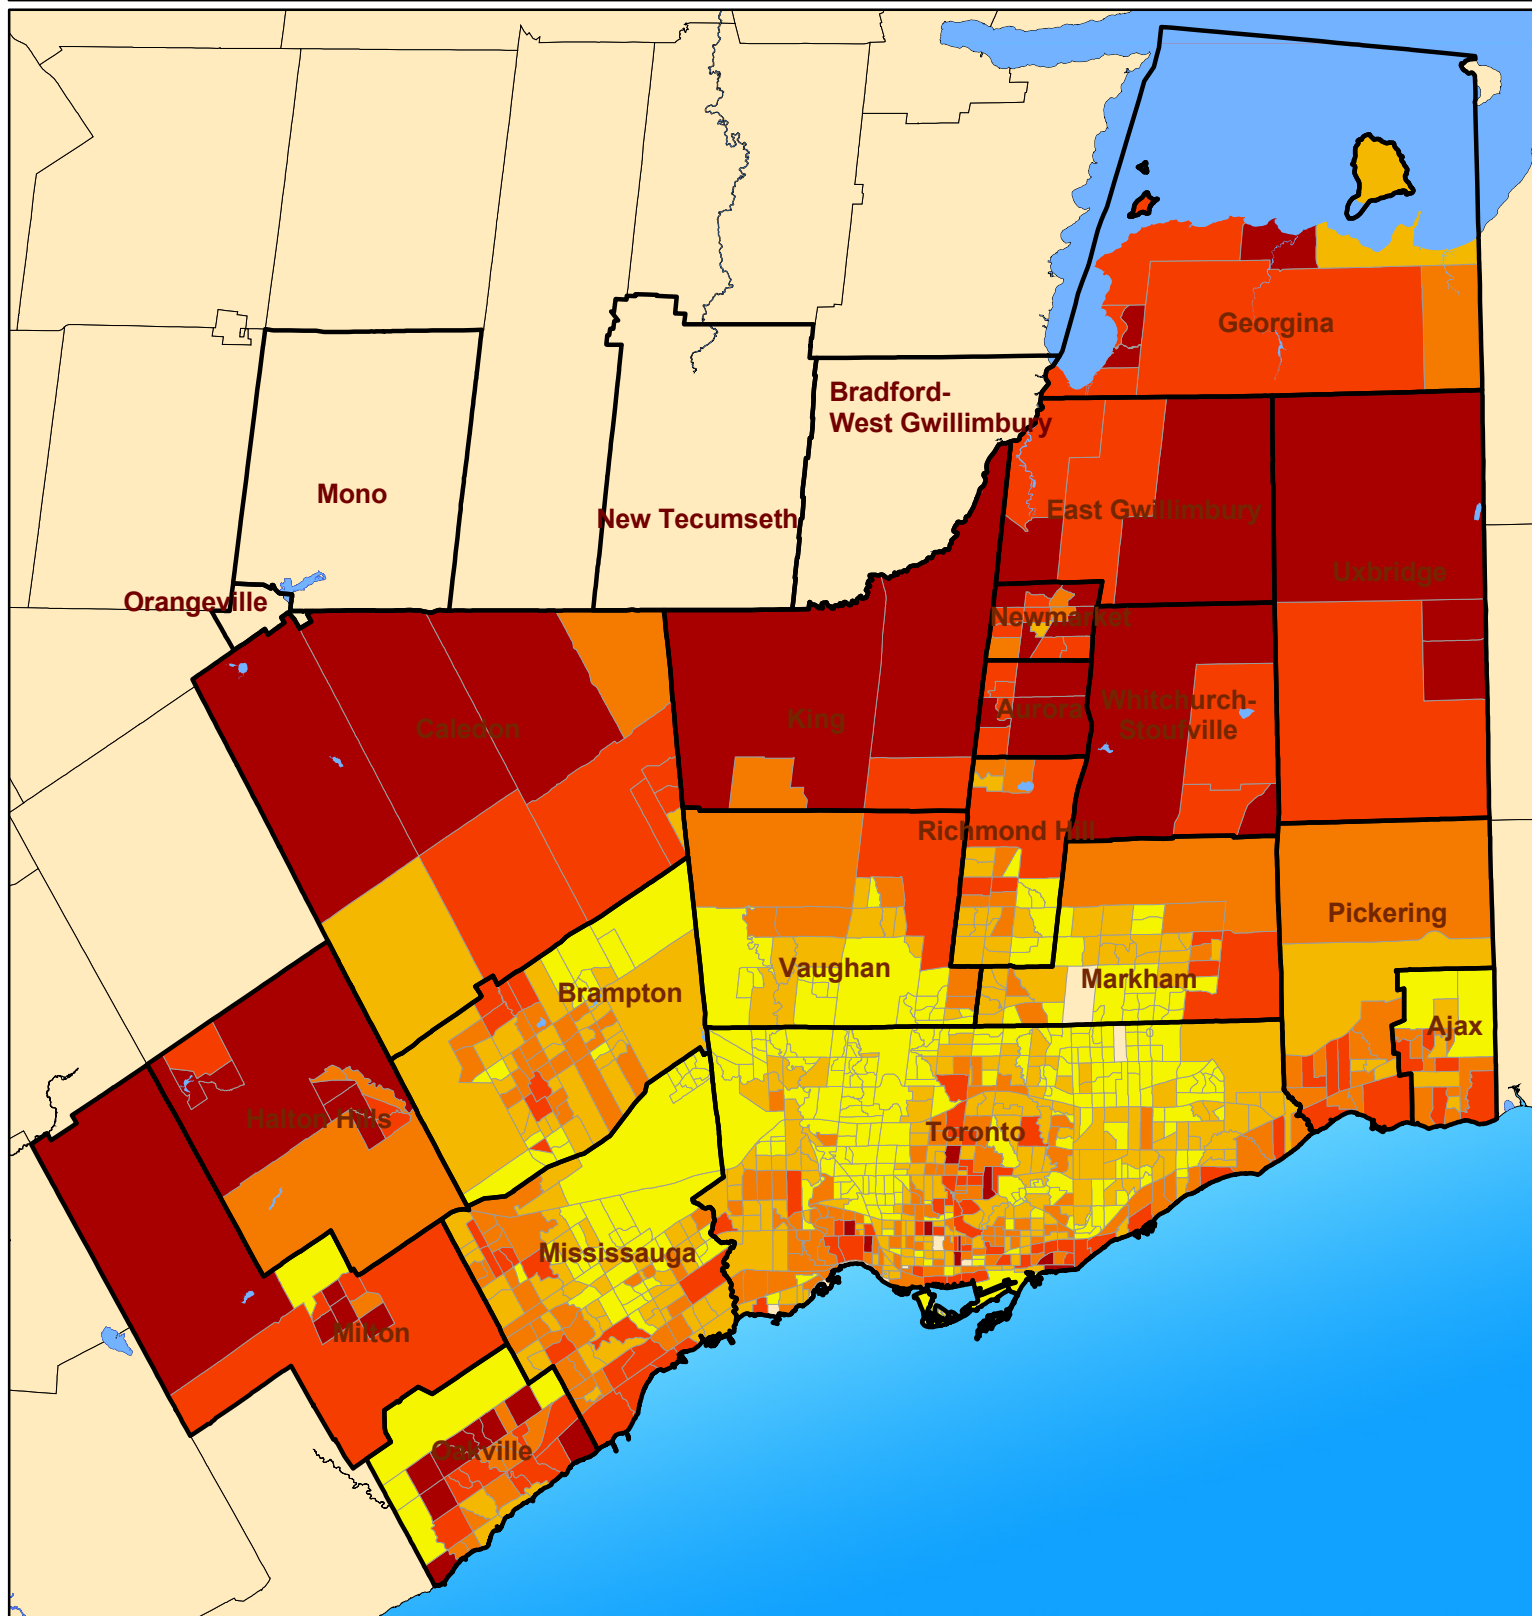 Georgina
Bradford-
West Gwillimbury
Mono
New Tecumseth
East Gwillimbury
Uxbridge
Orangeville
Newmarket
Caledon
King
Aurora
Whitchurch-
Stoufville
Richmond Hill
Pickering
Vaughan
Markham
Brampton
Ajax
Halton Hills
Toronto
Mississauga
Milton
Oakville